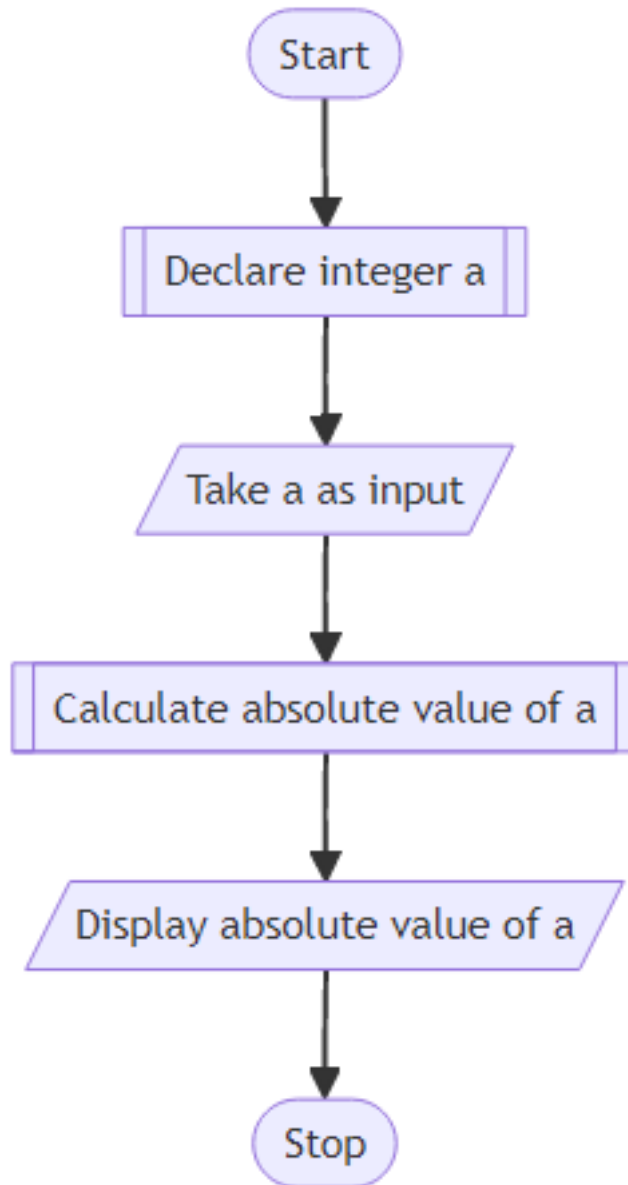 Start
Declare integer a
Take a as input
Calculate absolute value of a
Display absolute value of a
Stop